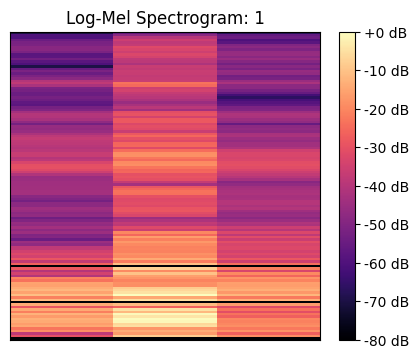 Log-Mel Spectrogram: 1
+0 dB
-10 dB
-20 dB
-30 dB
-40 dB
-50 dB
-60 dB
-70 dB
-80 dB